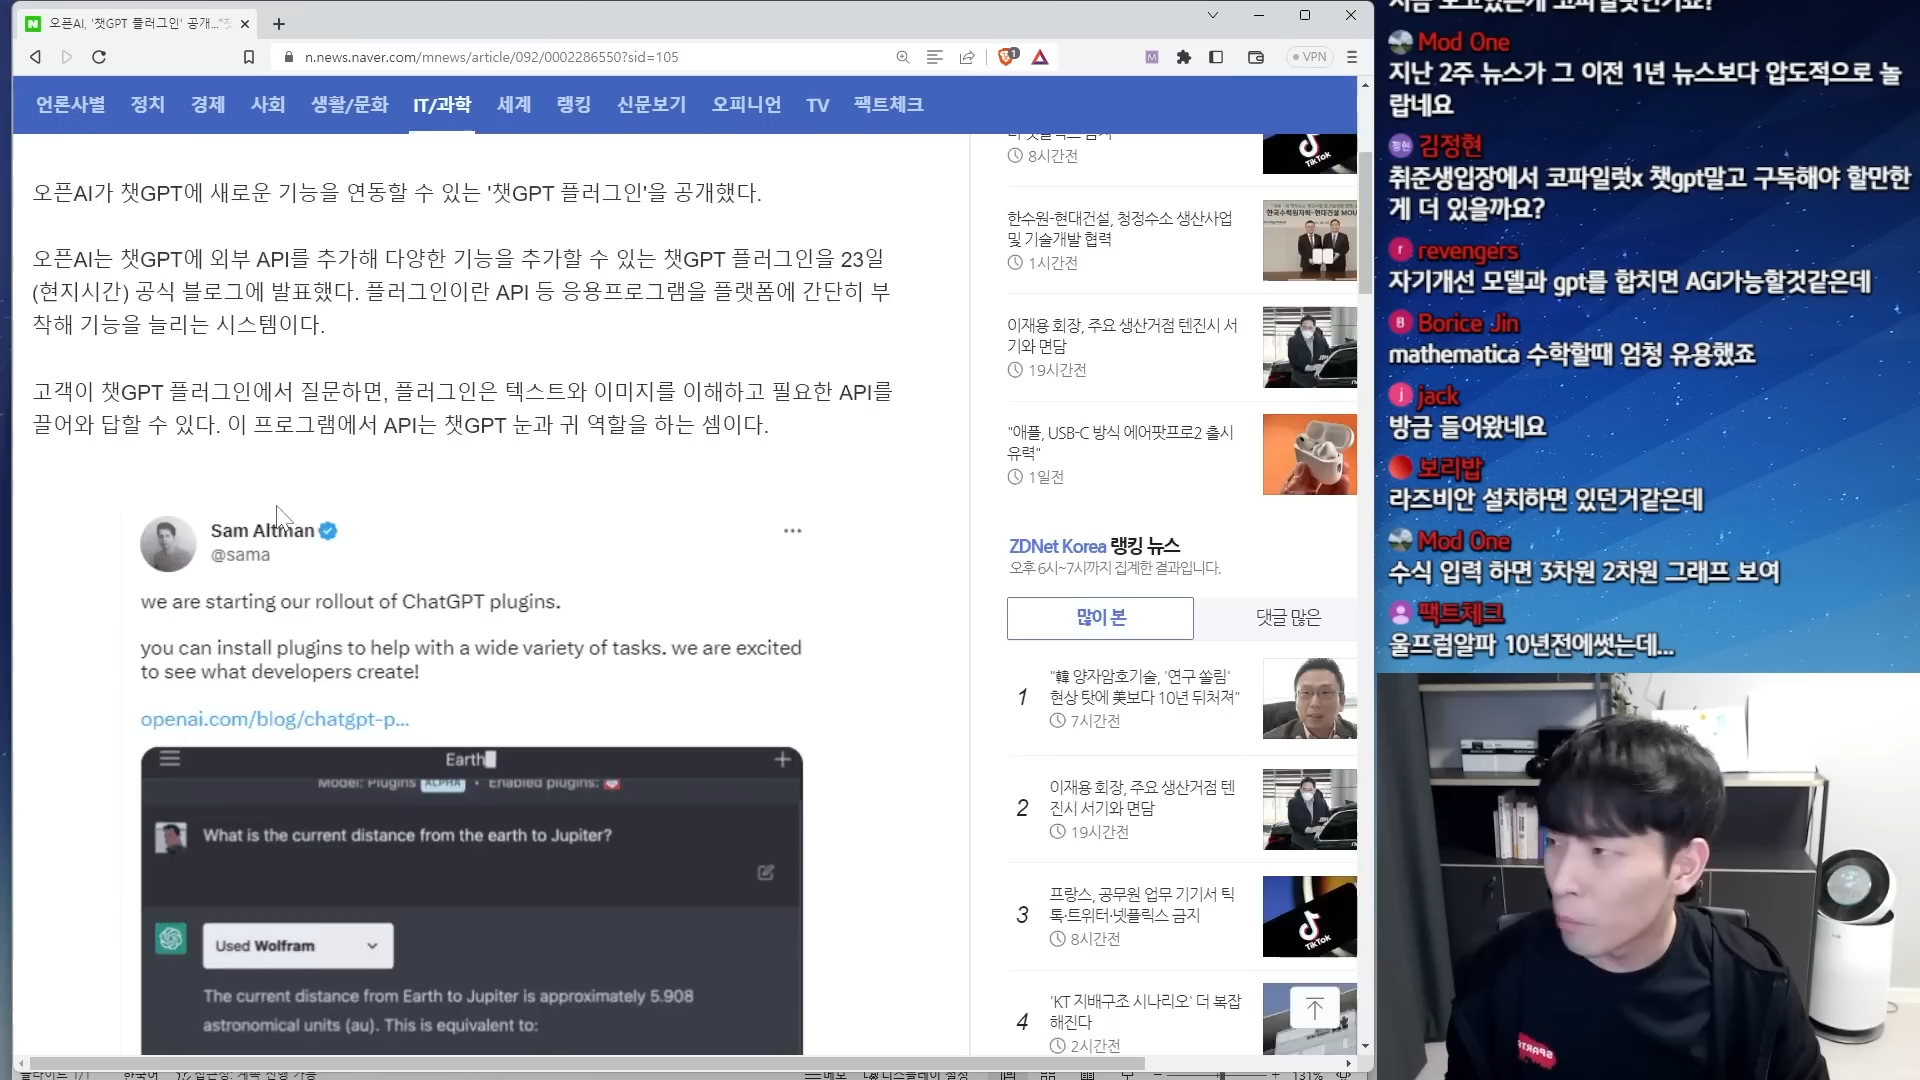 오픈AI, '챗GPT 플러그인' 공개..."챗
n.news.naver.com/mnews/article/092/0002286550?sid=105
1
VPN
언론사별 정치 경제 사회 생활/문화 IT/과학 세계 랭킹 신문보기 오피니언 TV 팩트체크
오픈AI가 챗GPT에 새로운 기능을 연동할 수 있는 '챗GPT 플러그인'을 공개했다.
오픈AI는 챗GPT에 외부 API를 추가해 다양한 기능을 추가할 수 있는 챗GPT 플러그인을 23일
(현지시간) 공식 블로그에 발표했다. 플러그인이란 API 등 응용프로그램을 플랫폼에 간단히 부
착해 기능을 늘리는 시스템이다.
고객이 챗GPT 플러그인에서 질문하면, 플러그인은 텍스트와 이미지를 이해하고 필요한 API를
끌어와 답할 수 있다. 이 프로그램에서 API는 챗GPT 눈과 귀 역할을 하는 셈이다.
Sam Altman
@sama
we are starting our rollout of ChatGPT plugins.
you can install plugins to help with a wide variety of tasks. we are excited
to see what developers create!
openai.com/blog/chatgpt-p...
Earth
Model: Plugins ALPHA • Enabled plugins:
What is the current distance from the earth to Jupiter?
Used Wolfram
The current distance from Earth to Jupiter is approximately 5.908
astronomical units (au). This is equivalent to:
8시간전
TikTok
한수원-현대건설, 청정수소 생산사업
및 기술개발 협력
1시간전
한국수력원자력-현대건설 MOU
이재용 회장, 주요 생산거점 텐진시 서
기와 면담
19시간전
"애플, USB-C 방식 에어팟프로2 출시
유력"
1일전
ZDNet Korea 랭킹 뉴스
오후 6시~7시까지 집계한 결과입니다.
많이 본
댓글 많은
1
"韓 양자암호기술, '연구 쏠림'
현상 탓에 美보다 10년 뒤처져"
7시간전
2
이재용 회장, 주요 생산거점 텐
진시 서기와 면담
19시간전
3
프랑스, 공무원 업무 기기서 틱
톡·트위터·넷플릭스 금지
8시간전
TikTok
4
'KT 지배구조 시나리오' 더 복잡
해진다
2시간전
131%
Mod One
지난 2주 뉴스가 그 이전 1년 뉴스보다 압도적으로 놀
랍네요
김정현
취준생입장에서 코파일럿x 챗gpt말고 구독해야 할만한
게 더 있을까요?
revengers
자기개선 모델과 gpt를 합치면 AGI가능할것같은데
Borice Jin
mathematica 수학할때 엄청 유용했죠
jack
방금 들어왔네요
보리밥
라즈비안 설치하면 있던거같은데
Mod One
수식 입력 하면 3차원 2차원 그래프 보여
팩트체크
울프럼알파 10년전에썻는데...